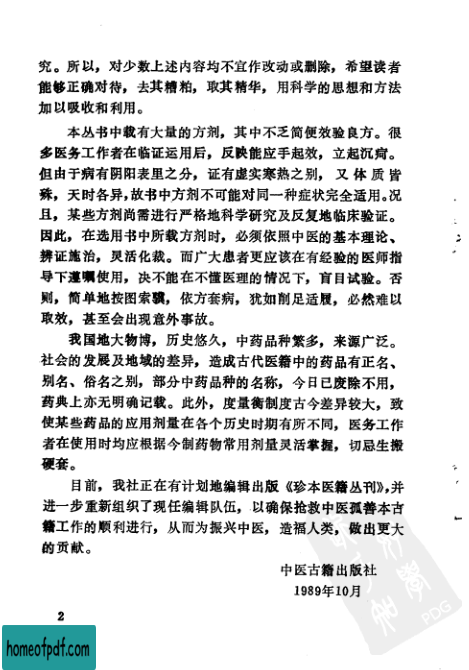 究。所以，对少数上述内容均不宜作改动或删除，希望读者
能够正确对待，去其糟粕，取其精华，用科学的思想和方法
加以吸收和利用。
本丛书中载有大量的方剂，其中不乏简便效验良方。很
多医务工作者在临证运用后，反映能应手起效，立起沉疴。
但由于病有阴阳表里之分，证有虚实寒热之别，又体质皆
殊，天时各异，故书中方剂不可能对同一种症状完全适用。况
且，某些方剂尚需进行严格地科学研究及反复地临床验证。
因此，在选用书中所载方剂时，必须依照中医的基本理论、
辨证施治，灵活化裁。而广大患者更应该在有经验的医师指
导下遵嘱使用，决不能在不懂医理的情况下，盲目试验。否
则，简单地按图索骥，依方套病，犹如削足适履，必然难以
取效，甚至会出现意外事故。
我国地大物博，历史悠久，中药品种繁多，来源广泛。
社会的发展及地域的差异，造成古代医籍中的药品有正名、
别名、俗名之别，部分中药品种的名称，今日已废除不用，
药典上亦无明确记载。此外，度量衡制度古今差异较大，致
使某些药品的应用剂量在各个历史时期有所不同，医务工作
者在使用时均应根据今制药物常用剂量灵活掌握，切忌生搬
硬套。
目前，我社正在有计划地编辑出版《珍本医籍丛刊》，并
进一步重新组织了现任编辑队伍，以确保抢救中医孤善本古
籍工作的顺利进行，从而为振兴中医，造福人类，做出更大
的贡献。
中医古籍出版社
1989年10月
2
PDG
homeofpdf.com